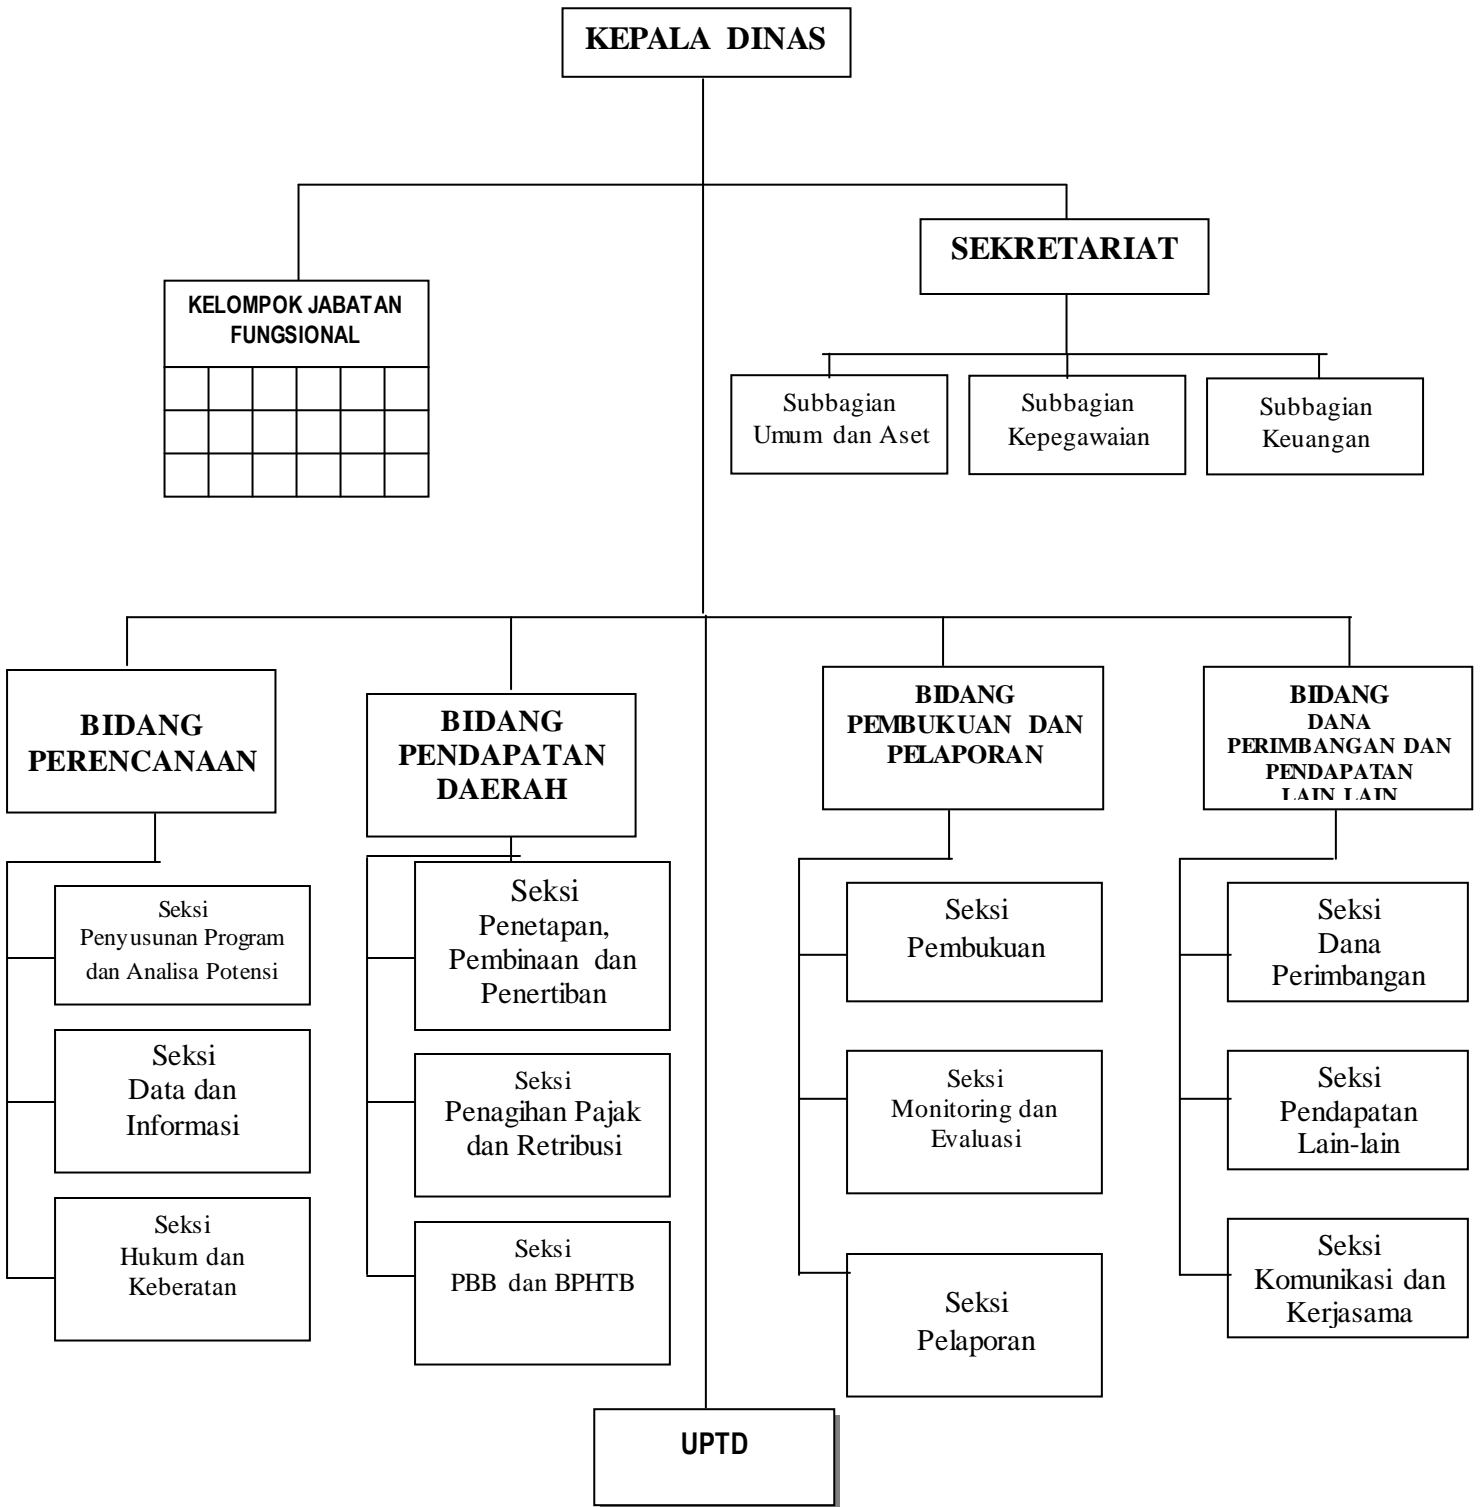 KEPALA DINAS
SEKRETARIAT
KELOMPOK JABATAN
FUNGSIONAL
Subbagian
Umum dan Aset
Subbagian
Kepegawaian
Subbagian
Keuangan
BIDANG
PERENCANAAN
BIDANG
PENDAPATAN
DAERAH
BIDANG
PEMBUKUAN DAN
PELAPORAN
BIDANG
DANA
PERIMBANGAN DAN
PENDAPATAN
LAIN LAIN
Seksi
Penyusunan Program
dan Analisa Potensi
Seksi
Data dan
Informasi
Seksi
Hukum dan
Keberatan
Seksi
Penetapan,
Pembinaan dan
Penertiban
Seksi
Penagihan Pajak
dan Retribusi
Seksi
PBB dan BPHTB
Seksi
Pembukuan
Seksi
Monitoring dan
Evaluasi
Seksi
Pelaporan
Seksi
Dana
Perimbangan
Seksi
Pendapatan
Lain-lain
Seksi
Komunikasi dan
Kerjasama
UPTD